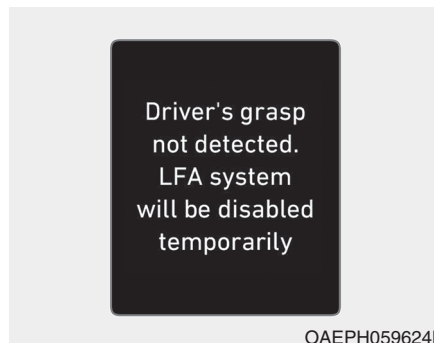 Driver's grasp
not detected.
LFA system
will be disabled
temporarily